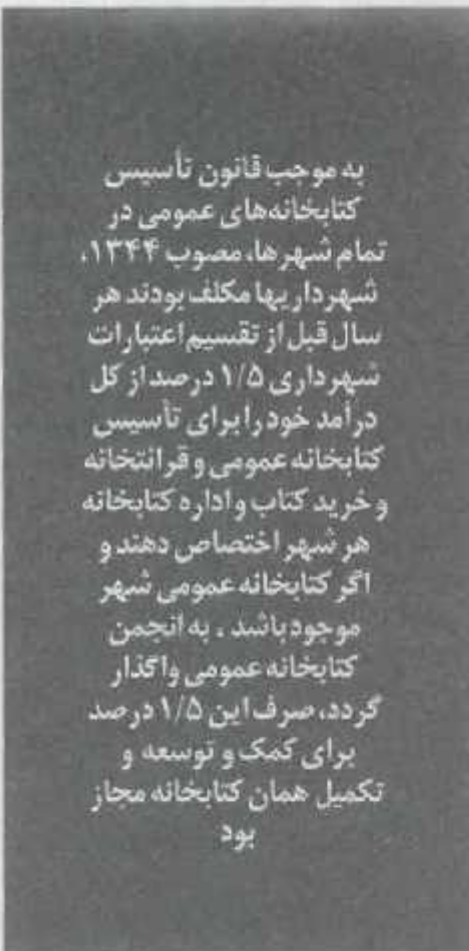 به موجب قانون تأسیس
کتابخانه‌های عمومی در
تمام شهرها، مصوب ۱۳۴۴،
شهرداریها مکلف بودند هر
سال قبل از تقسیم اعتبارات
شهرداری ۱/۵ درصد از کل
درآمد خود را برای تأسیس
کتابخانه عمومی و قرائتخانه
و خرید کتاب و اداره کتابخانه
هر شهر اختصاص دهند و
اگر کتابخانه عمومی شهر
موجود باشد، به انجمن
کتابخانه عمومی واگذار
گردد، صرف این ۱/۵ درصد
برای کمک و توسعه و
تکمیل همان کتابخانه مجاز
بود